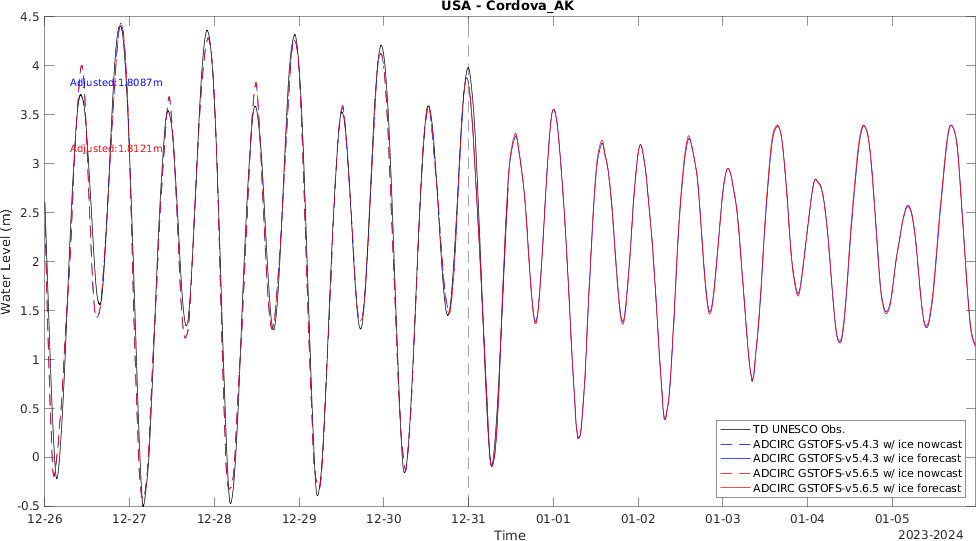 USA - Cordova_AK
4.5
4
3.5
3
2.5
2
1.5
1
0.5
0
-0.5
Water Level (m)
Adjusted:1.8087m
Adjusted:1.8121m
TD UNESCO Obs.
ADCIRC GSTOFS-v5.4.3 w/ ice nowcast
ADCIRC GSTOFS-v5.4.3 w/ ice forecast
ADCIRC GSTOFS-v5.6.5 w/ ice nowcast
ADCIRC GSTOFS-v5.6.5 w/ ice forecast
12-26 12-27 12-28 12-29 12-30 12-31 01-01 01-02 01-03 01-04 01-05
Time
2023-2024